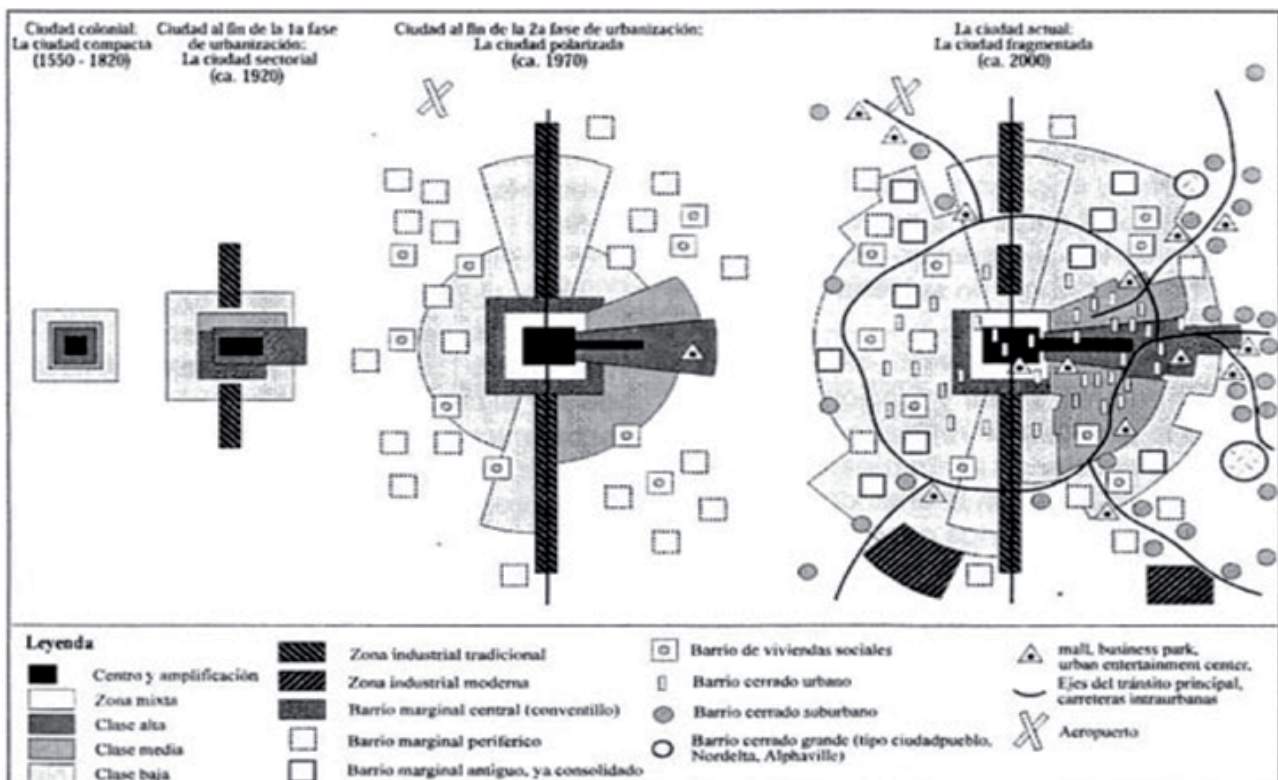 Ciudad colonial:
La ciudad compacta
(1550 - 1820)
Ciudad al fin de la 1a fase
de urbanización:
La ciudad sectorial
(ca. 1920)
Ciudad al fin de la 2a fase de urbanización:
La ciudad polarizada
(ca. 1970)
La ciudad actual:
La ciudad fragmentada
(ca. 2000)
Leyenda
Centro y amplificación
Zona mixta
Clase alta
Clase media
Clase baja
Zona industrial tradicional
Zona industrial moderna
Barrio marginal central (conventillo)
Barrio marginal periférico
Barrio marginal antiguo, ya consolidado
Barrio de viviendas sociales
Barrio cerrado urbano
Barrio cerrado suburbano
Barrio cerrado grande (tipo ciudadpueblo,
Nordelta, Alphaville)
mall, business park,
urban entertainment center,
Ejes del tránsito principal,
carreteras intraurbanas
Aeropuerto